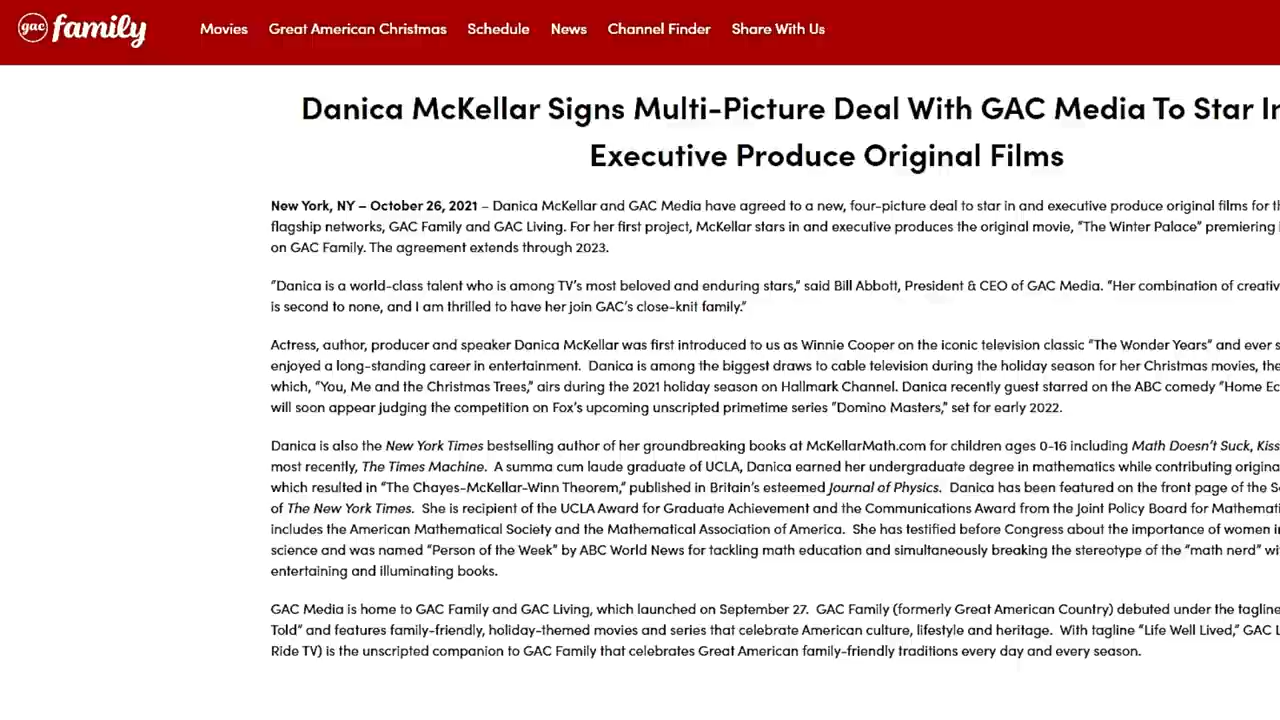 gac family Movies Great American Christmas Schedule News Channel Finder Share With Us
Danica McKellar Signs Multi-Picture Deal With GAC Media To Star
Executive Produce Original Films
New York, NY – October 26, 2021 – Danica McKellar and GAC Media have agreed to a new, four-picture deal to star in and executive produce original films for
flagship networks, GAC Family and GAC Living. For her first project, McKellar stars in and executive produces the original movie, “The Winter Palace” premiering
on GAC Family. The agreement extends through 2023.
“Danica is a world-class talent who is among TV’s most beloved and enduring stars,” said Bill Abbott, President & CEO of GAC Media. “Her combination of
is second to none, and I am thrilled to have her join GAC’s close-knit family.”
Actress, author, producer and speaker Danica McKellar was first introduced to us as Winnie Cooper on the iconic television classic “The Wonder Years” and ever
enjoyed a long-standing career in entertainment. Danica is among the biggest draws to cable television during the holiday season for her Christmas movies,
which, “You, Me and the Christmas Trees,” airs during the 2021 holiday season on Hallmark Channel. Danica recently guest starred on the ABC comedy “Home
will soon appear judging the competition on Fox’s upcoming unscripted primetime series “Domino Masters,” set for early 2022.
Danica is also the New York Times bestselling author of her groundbreaking books at McKellarMath.com for children ages 0-16 including Math Doesn’t Suck,
most recently, The Times Machine. A summa cum laude graduate of UCLA, Danica earned her undergraduate degree in mathematics while contributing
which resulted in “The Chayes-McKellar-Winn Theorem,” published in Britain’s esteemed Journal of Physics. Danica has been featured on the front page of the
of The New York Times. She is recipient of the UCLA Award for Graduate Achievement and the Communications Award from the Joint Policy Board for
includes the American Mathematical Society and the Mathematical Association of America. She has testified before Congress about the importance of women
science and was named “Person of the Week” by ABC World News for tackling math education and simultaneously breaking the stereotype of the “math nerd”
entertaining and illuminating books.
GAC Media is home to GAC Family and GAC Living, which launched on September 27. GAC Family (formerly Great American Country) debuted under the tagline
Told” and features family-friendly, holiday-themed movies and series that celebrate American culture, lifestyle and heritage. With tagline “Life Well Lived,” GAC
Ride TV) is the unscripted companion to GAC Family that celebrates Great American family-friendly traditions every day and every season.